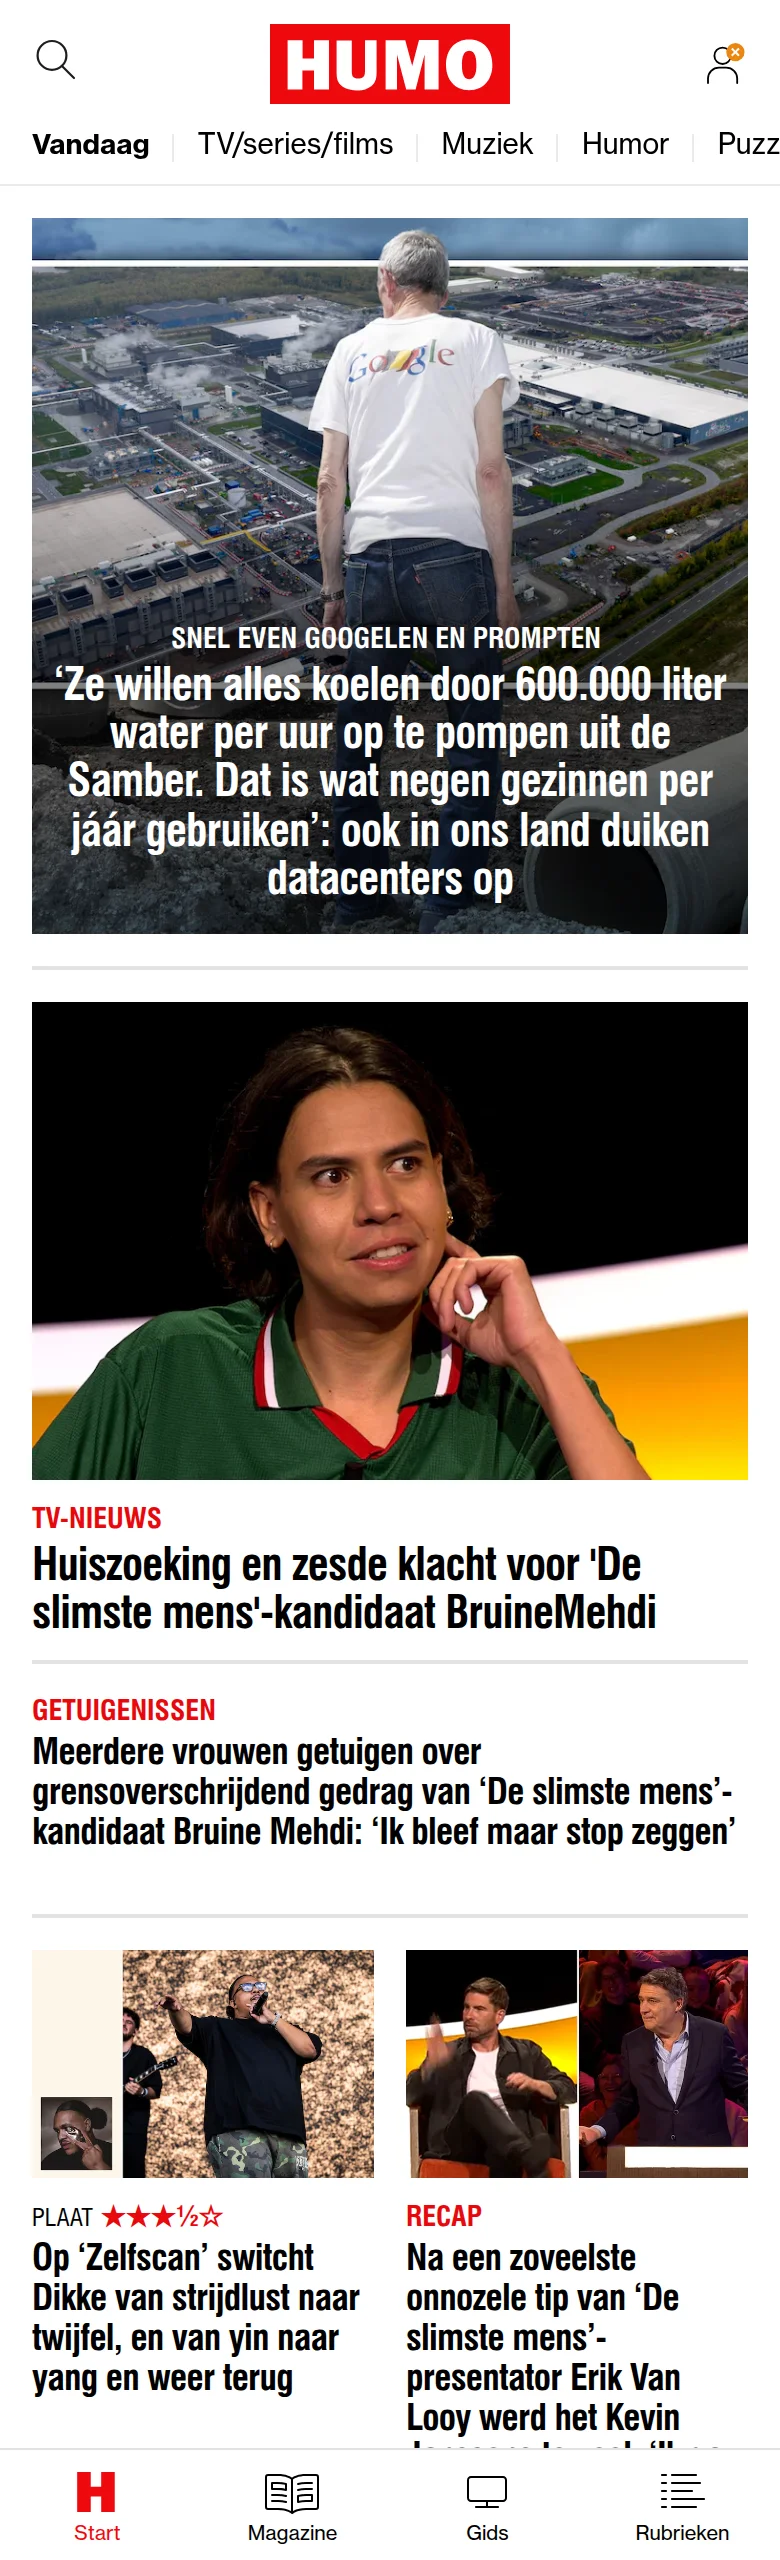 HUMO
Vandaag
TV/series/films
Muziek
Humor
Puzz
Google
SNEL EVEN GOOGELEN EN PROMPTEN
‘Ze willen alles koelen door 600.000 liter
water per uur op te pompen uit de
Samber. Dat is wat negen gezinnen per
jáár gebruiken’: ook in ons land duiken
datacenters op
TV-NIEUWS
Huiszoeking en zesde klacht voor 'De
slimste mens'-kandidaat BruineMehdi
GETUIGENISSEN
Meerdere vrouwen getuigen over
grensoverschrijdend gedrag van ‘De slimste mens’-
kandidaat Bruine Mehdi: ‘Ik bleef maar stop zeggen’
PLAAT ★★★½☆
Op ‘Zelfscan’ switcht
Dikke van strijdlust naar
twijfel, en van yin naar
yang en weer terug
RECAP
Na een zoveelste
onnozele tip van ‘De
slimste mens’-
presentator Erik Van
Looy werd het Kevin
H
Start
Magazine
Gids
Rubrieken